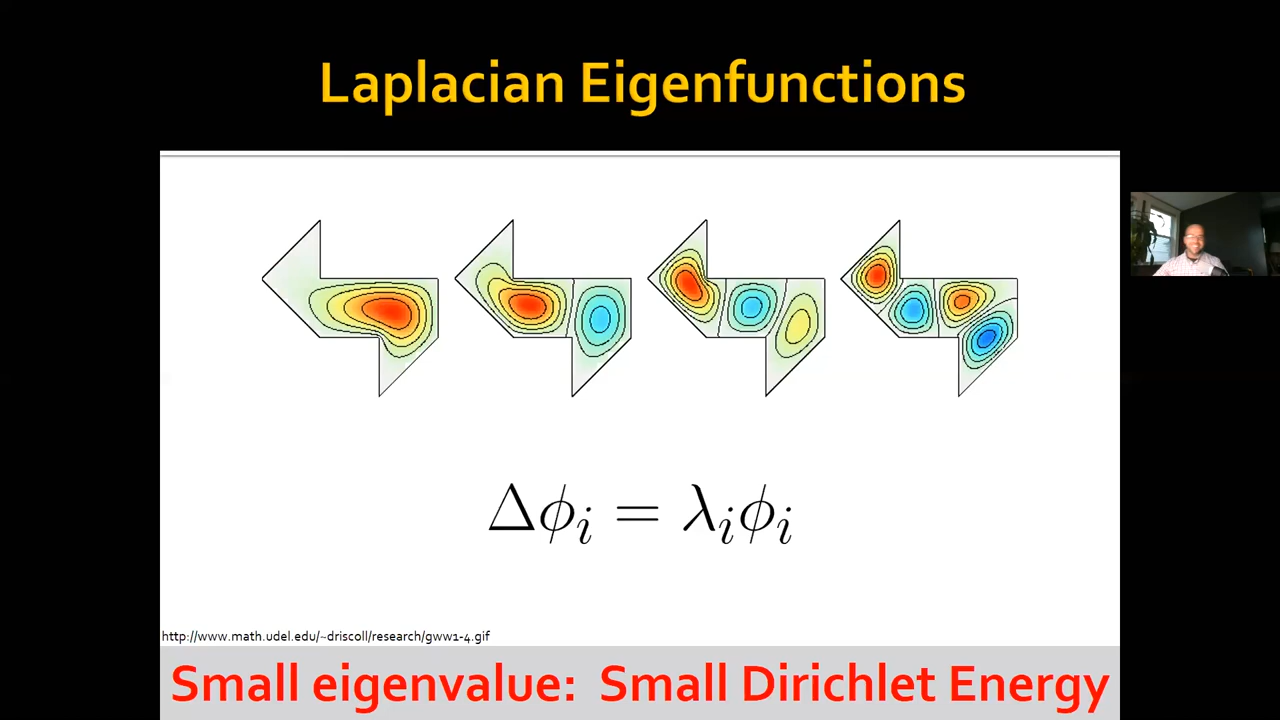 Laplacian Eigenfunctions
Δϕᵢ = λᵢϕᵢ
http://www.math.udel.edu/~driscoll/research/gww1-4.gif
Small eigenvalue: Small Dirichlet Energy